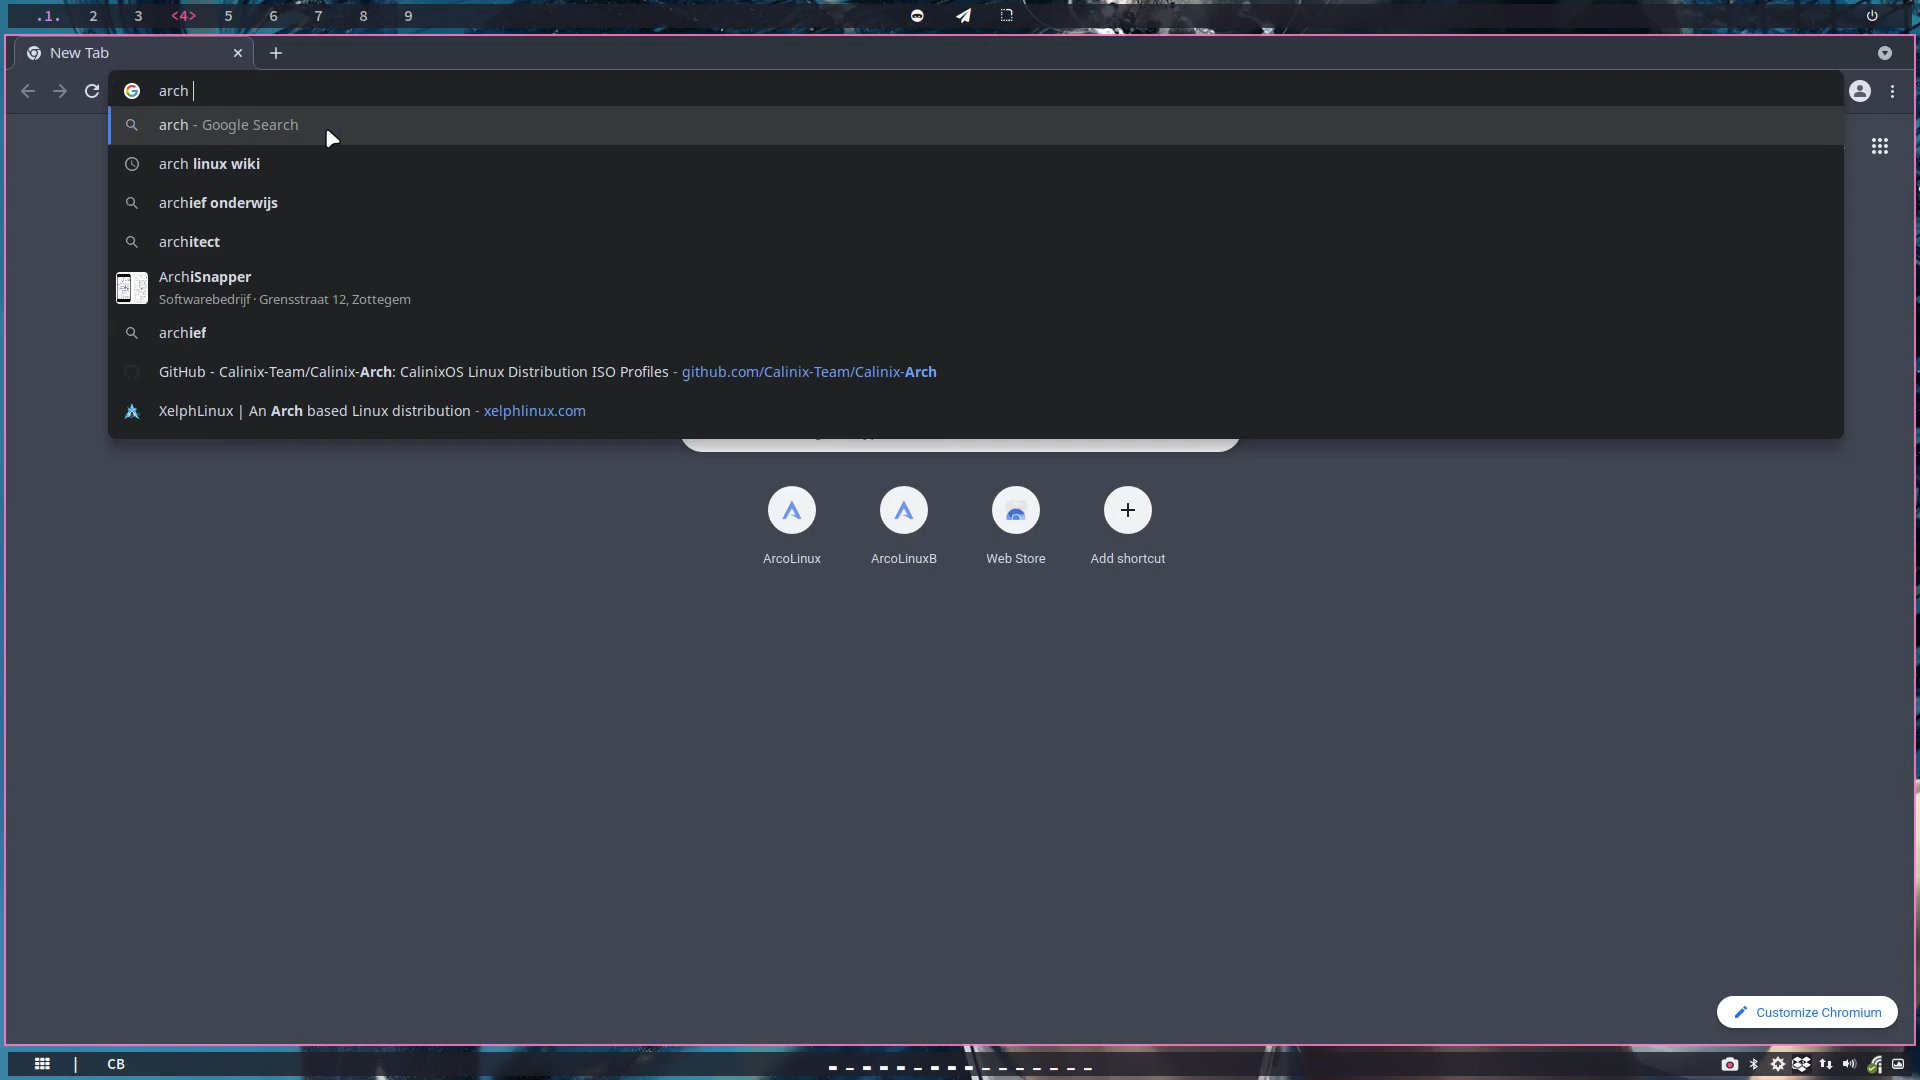 .1. 2 3 <4> 5 6 7 8 9
New Tab
arch
arch - Google Search
arch linux wiki
archief onderwijs
architect
ArchiSnapper
Softwarebedrijf · Grensstraat 12, Zottegem
archief
GitHub - Calinix-Team/Calinix-Arch: CalinixOS Linux Distribution ISO Profiles - github.com/Calinix-Team/Calinix-Arch
XelphLinux | An Arch based Linux distribution - xelphlinux.com
ArcoLinux ArcoLinuxB Web Store Add shortcut
Customize Chromium
| CB